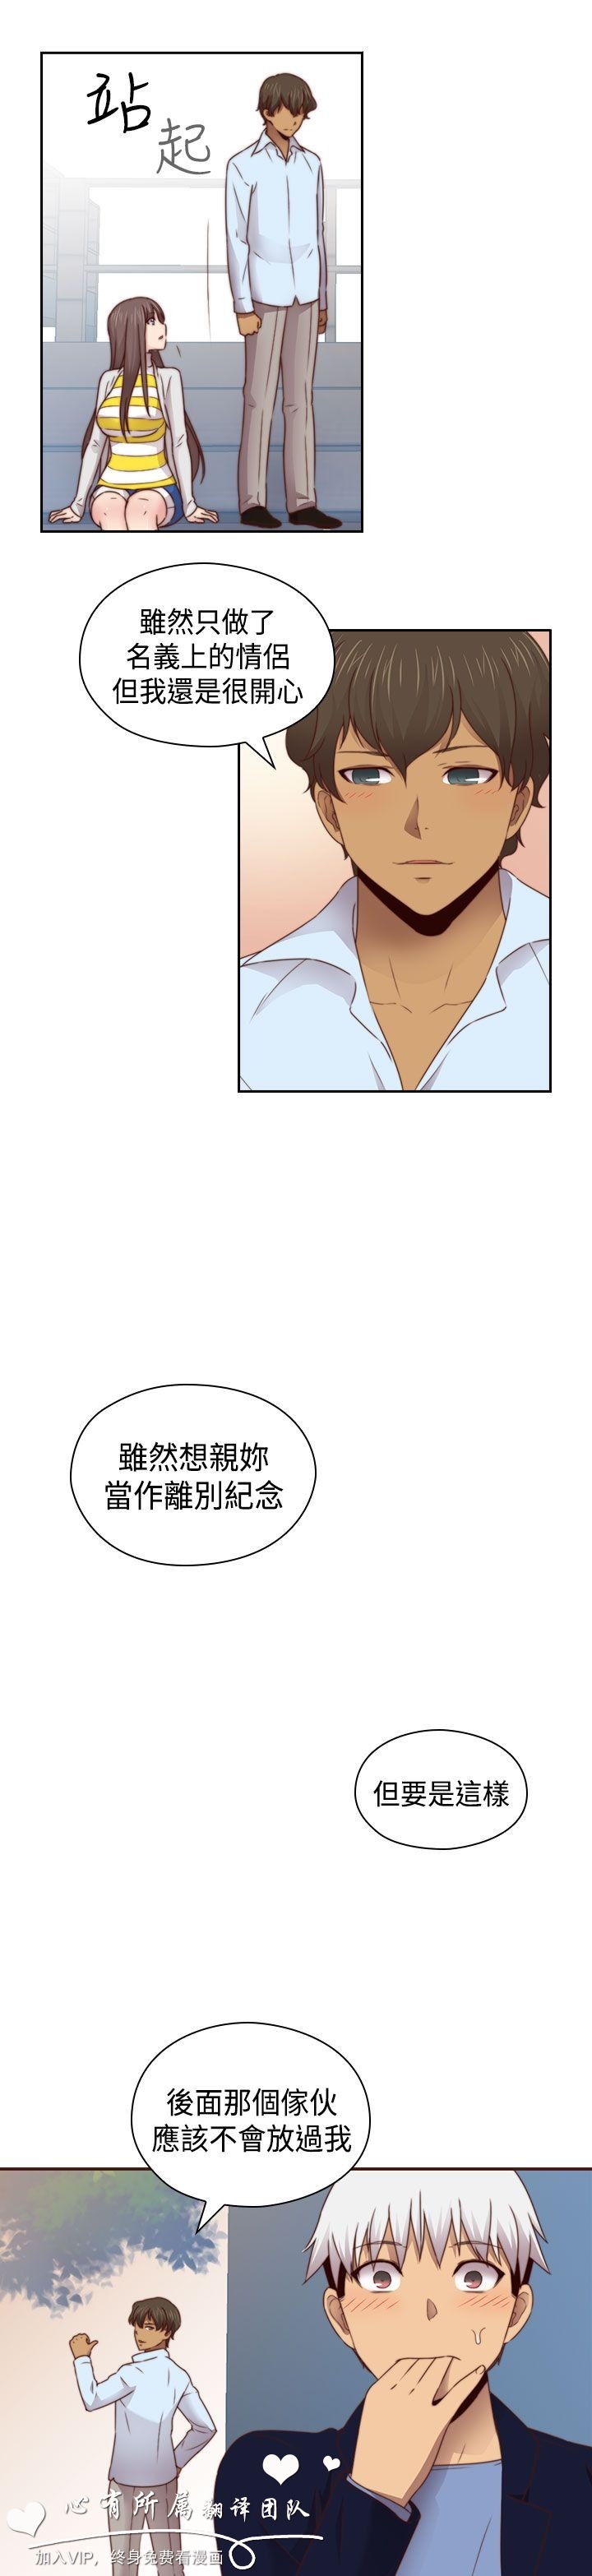 站
起
雖然只做了
名義上的情侶
但我還是很開心
雖然想親妳
當作離別紀念
但要是這樣
後面那個傢伙
應該不會放過我
心有所属翻译团队
加入VIP，终身免费看漫画